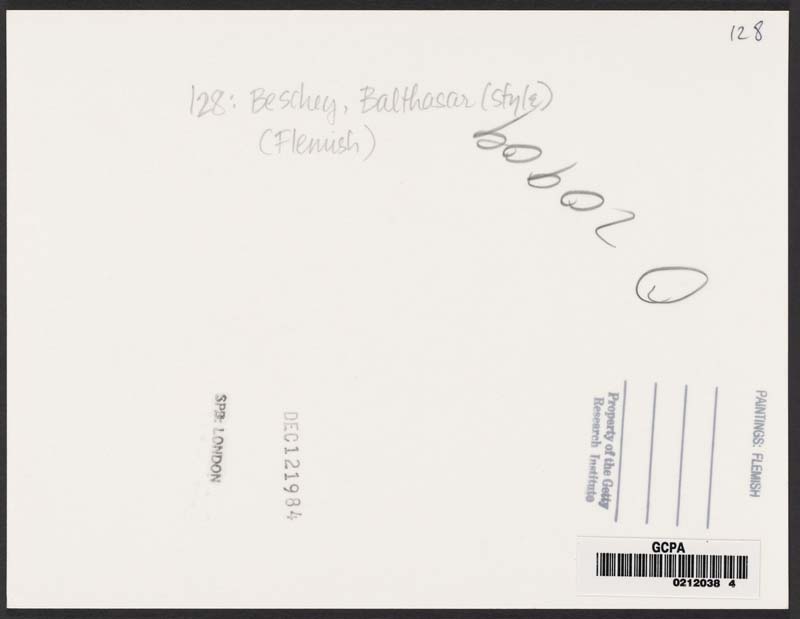 128
128: Beschey, Balthasar (style)
(Flemish)
SPB: LONDON
DEC 12 1984
Property of the Getty
Research Institute
PAINTINGS: FLEMISH
GCPA
0212038 4